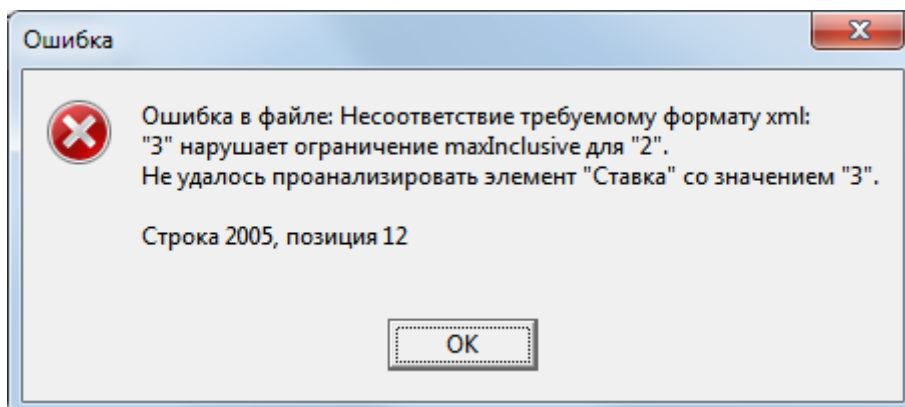 Ошибка
Ошибка в файле: Несоответствие требуемому формату xml:
"3" нарушает ограничение maxInclusive для "2".
Не удалось проанализировать элемент "Ставка" со значением "3".
Строка 2005, позиция 12
OK